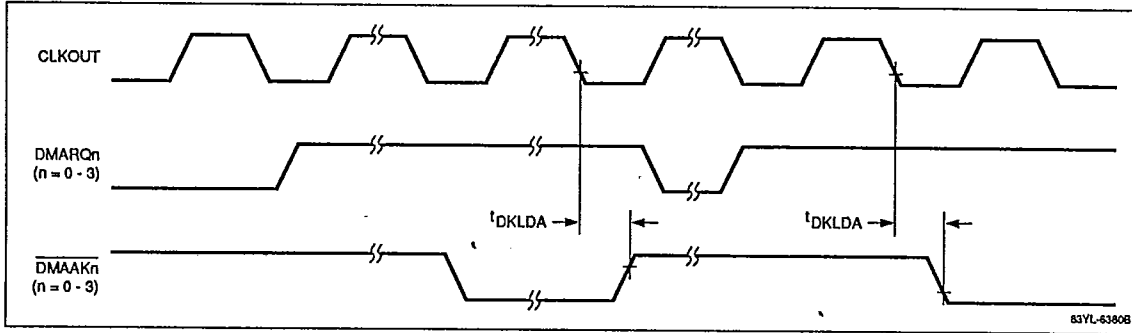 CLKOUT
DMARQn
(n = 0 - 3)
tDKLDA
tDKLDA
DMAAKn
(n = 0 - 3)
83YL-6380B